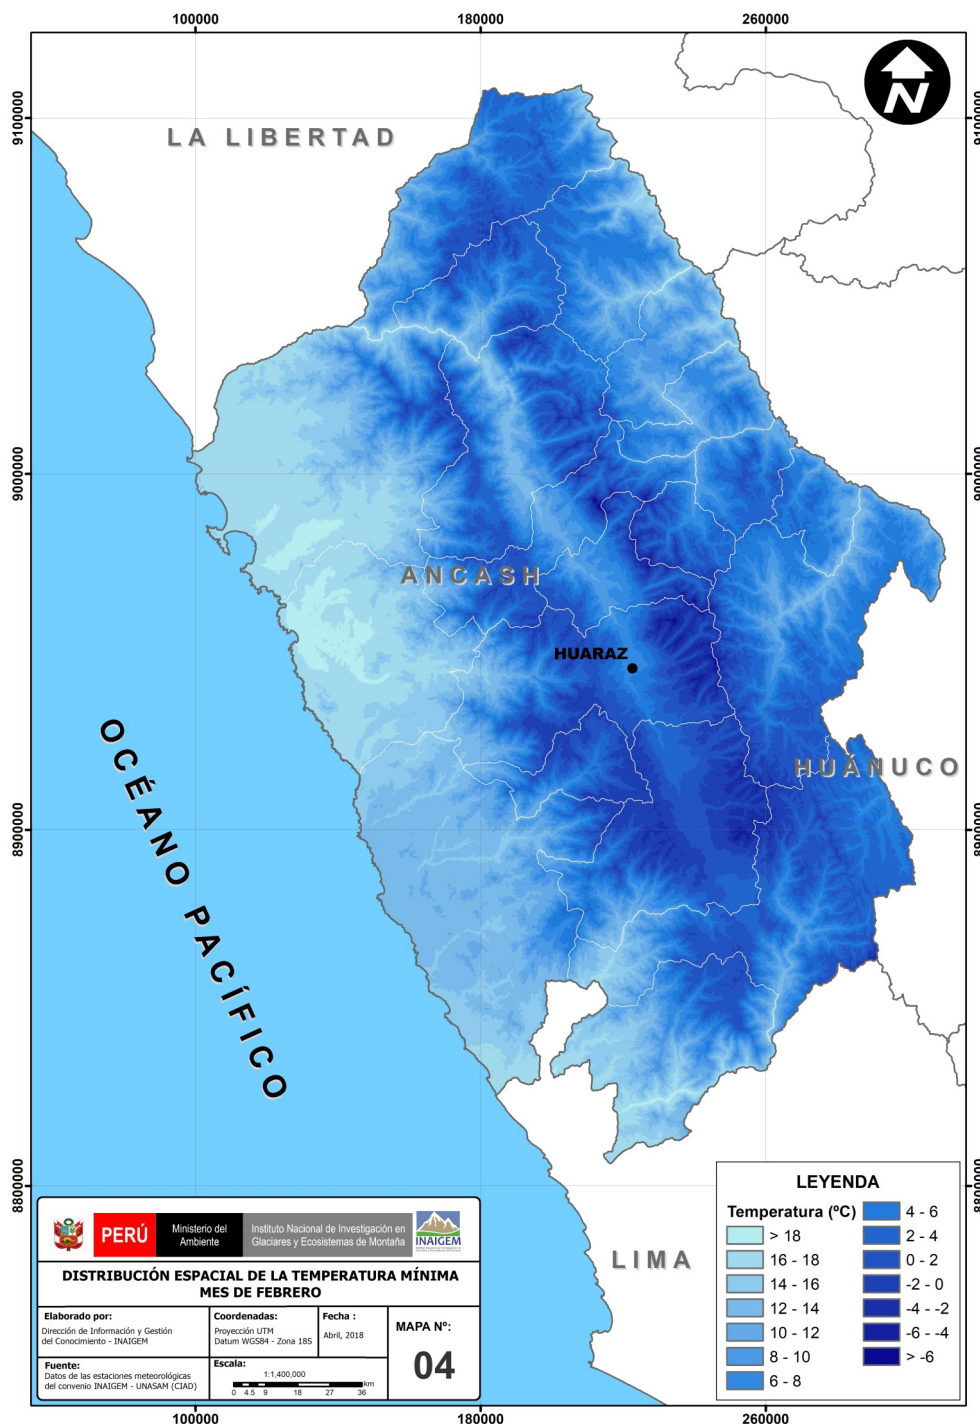 100000 180000 260000
9100000 9100000
N
LA LIBERTAD
9000000 9000000
ANCASH
HUARAZ
OCÉANO PACÍFICO
HUÁNUCO
8900000 8900000
8800000 8800000
LIMA
PERÚ
Ministerio del
Ambiente
Instituto Nacional de Investigación en
Glaciares y Ecosistemas de Montaña
INAIGEM
DISTRIBUCIÓN ESPACIAL DE LA TEMPERATURA MÍNIMA
MES DE FEBRERO
Elaborado por:
Dirección de Información y Gestión
del Conocimiento - INAIGEM
Coordenadas:
Proyección UTM
Datum WGS84 - Zona 18S
Fecha :
Abril, 2018
MAPA Nº:
04
Fuente:
Datos de las estaciones meteorológicas
del convenio INAIGEM - UNASAM (CIAD)
Escala:
1:1,400,000
0 4.5 9 18 27 36 km
LEYENDA
Temperatura (ºC)
> 18
16 - 18
14 - 16
12 - 14
10 - 12
8 - 10
6 - 8
4 - 6
2 - 4
0 - 2
-2 - 0
-4 - -2
-6 - -4
> -6
100000 180000 260000